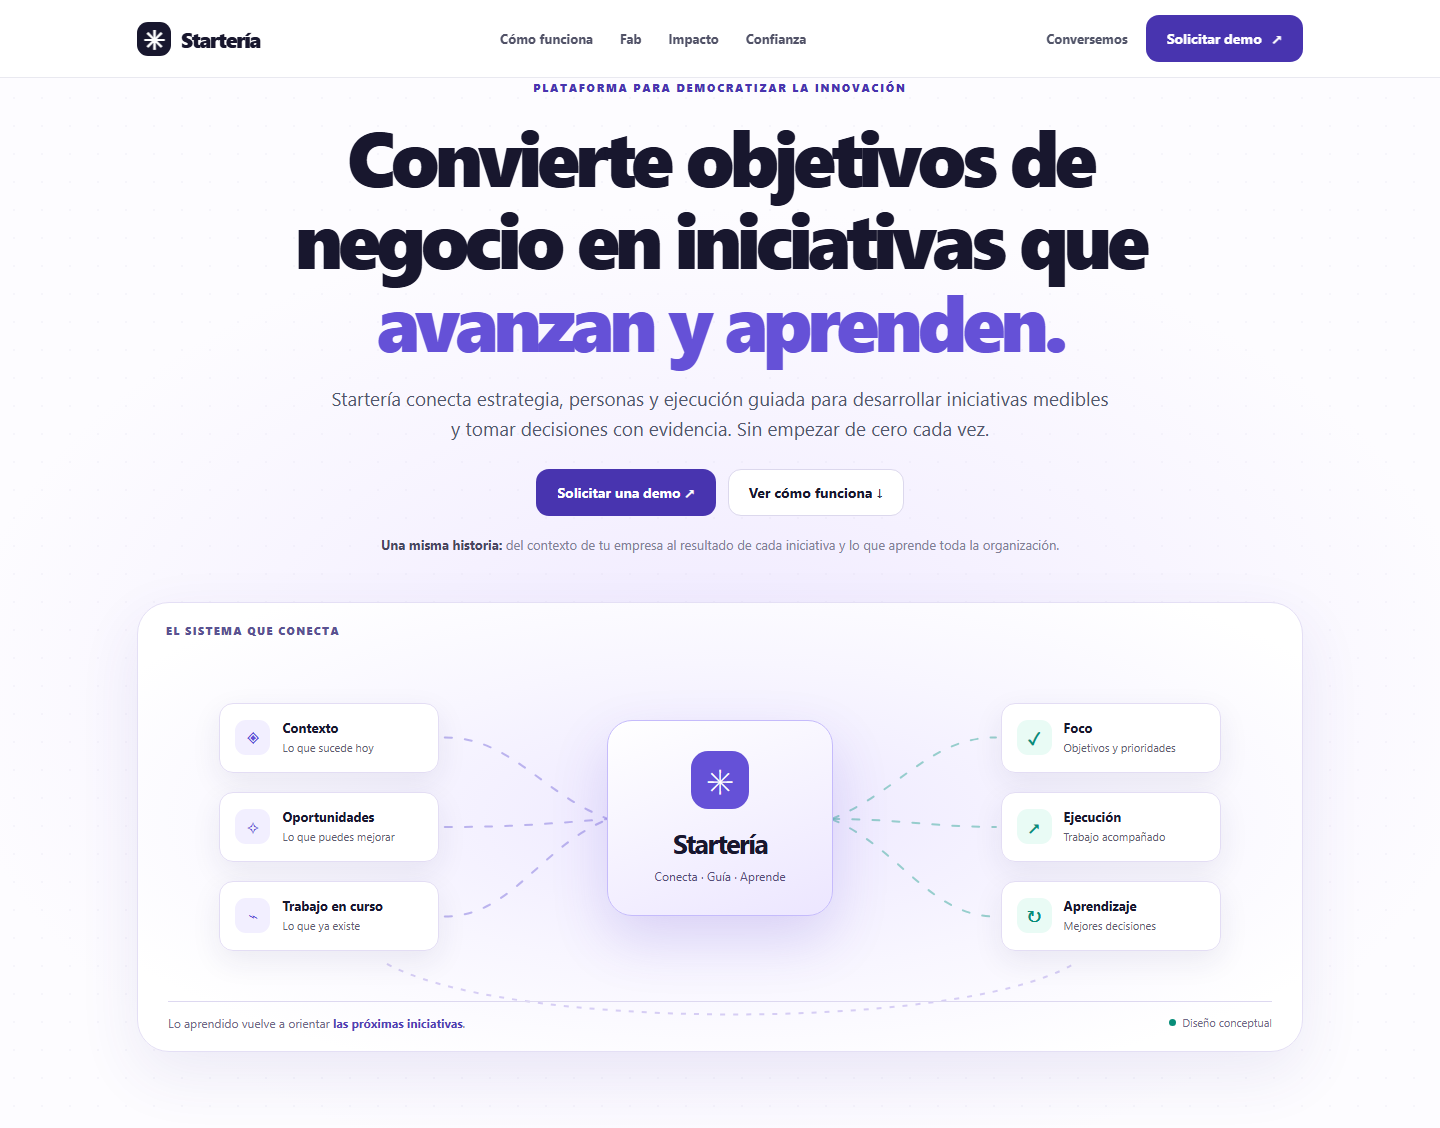 Startería
Cómo funciona
Fab
Impacto
Confianza
Conversemos
Solicitar demo ↗
PLATAFORMA PARA DEMOCRATIZAR LA INNOVACIÓN
Convierte objetivos de
negocio en iniciativas que
avanzan y aprenden.
Startería conecta estrategia, personas y ejecución guiada para desarrollar iniciativas medibles
y tomar decisiones con evidencia. Sin empezar de cero cada vez.
Solicitar una demo ↗
Ver cómo funciona ↓
Una misma historia: del contexto de tu empresa al resultado de cada iniciativa y lo que aprende toda la organización.
EL SISTEMA QUE CONECTA
Contexto
Lo que sucede hoy
Oportunidades
Lo que puedes mejorar
Trabajo en curso
Lo que ya existe
Startería
Conecta · Guía · Aprende
Foco
Objetivos y prioridades
Ejecución
Trabajo acompañado
Aprendizaje
Mejores decisiones
Lo aprendido vuelve a orientar las próximas iniciativas.
Diseño conceptual